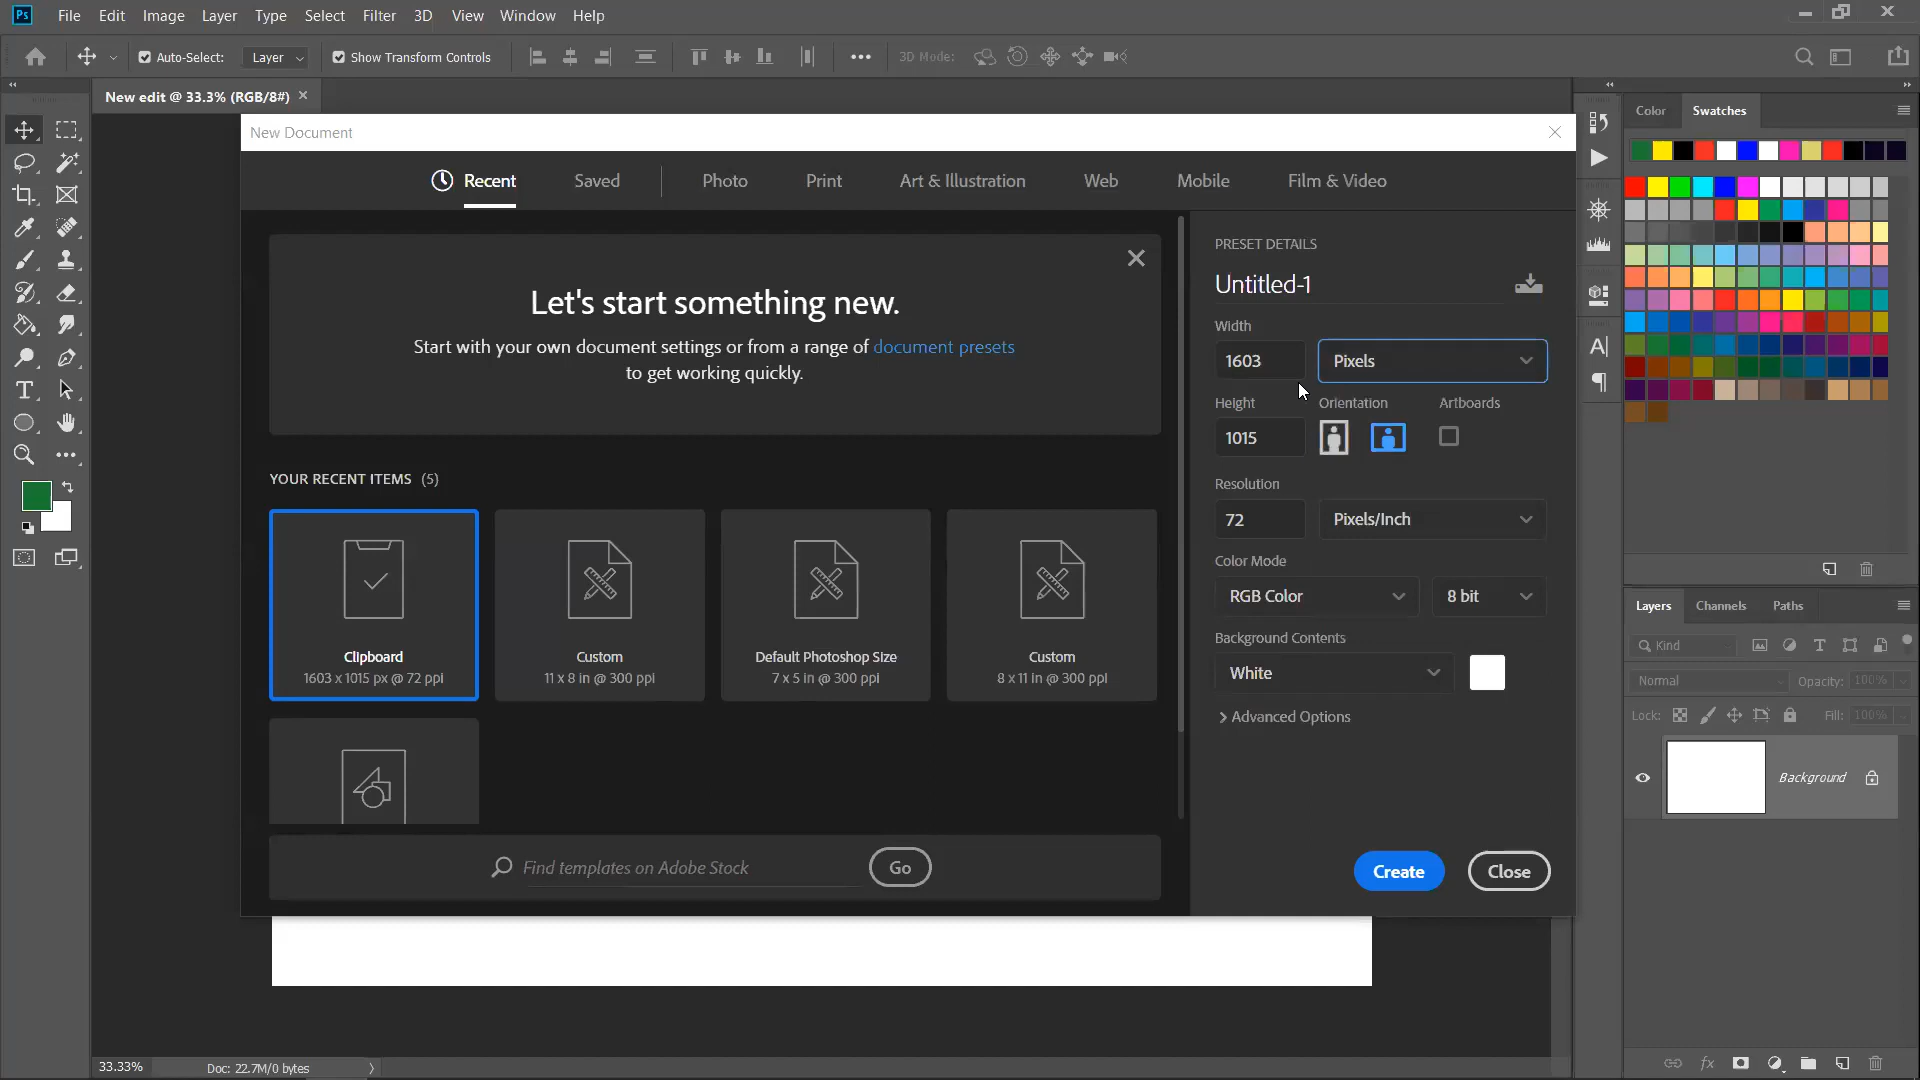 Ps File Edit Image Layer Type Select Filter 3D View Window Help
Auto-Select: Layer Show Transform Controls 3D Mode:
New edit @ 33.3% (RGB/8#)
New Document
Recent Saved Photo Print Art & Illustration Web Mobile Film & Video
Let's start something new.
Start with your own document settings or from a range of document presets
to get working quickly.
YOUR RECENT ITEMS (5)
Clipboard
1603 x 1015 px @ 72 ppi
Custom
11 x 8 in @ 300 ppi
Default Photoshop Size
7 x 5 in @ 300 ppi
Custom
8 x 11 in @ 300 ppi
Find templates on Adobe Stock Go
PRESET DETAILS
Untitled-1
Width
1603 Pixels
Height Orientation Artboards
1015
Resolution
72 Pixels/Inch
Color Mode
RGB Color 8 bit
Background Contents
White
Advanced Options
Create Close
Color Swatches
Layers Channels Paths
Kind
Normal Opacity: 100%
Lock: Fill: 100%
Background
fx
33.33% Doc: 22.7M/0 bytes